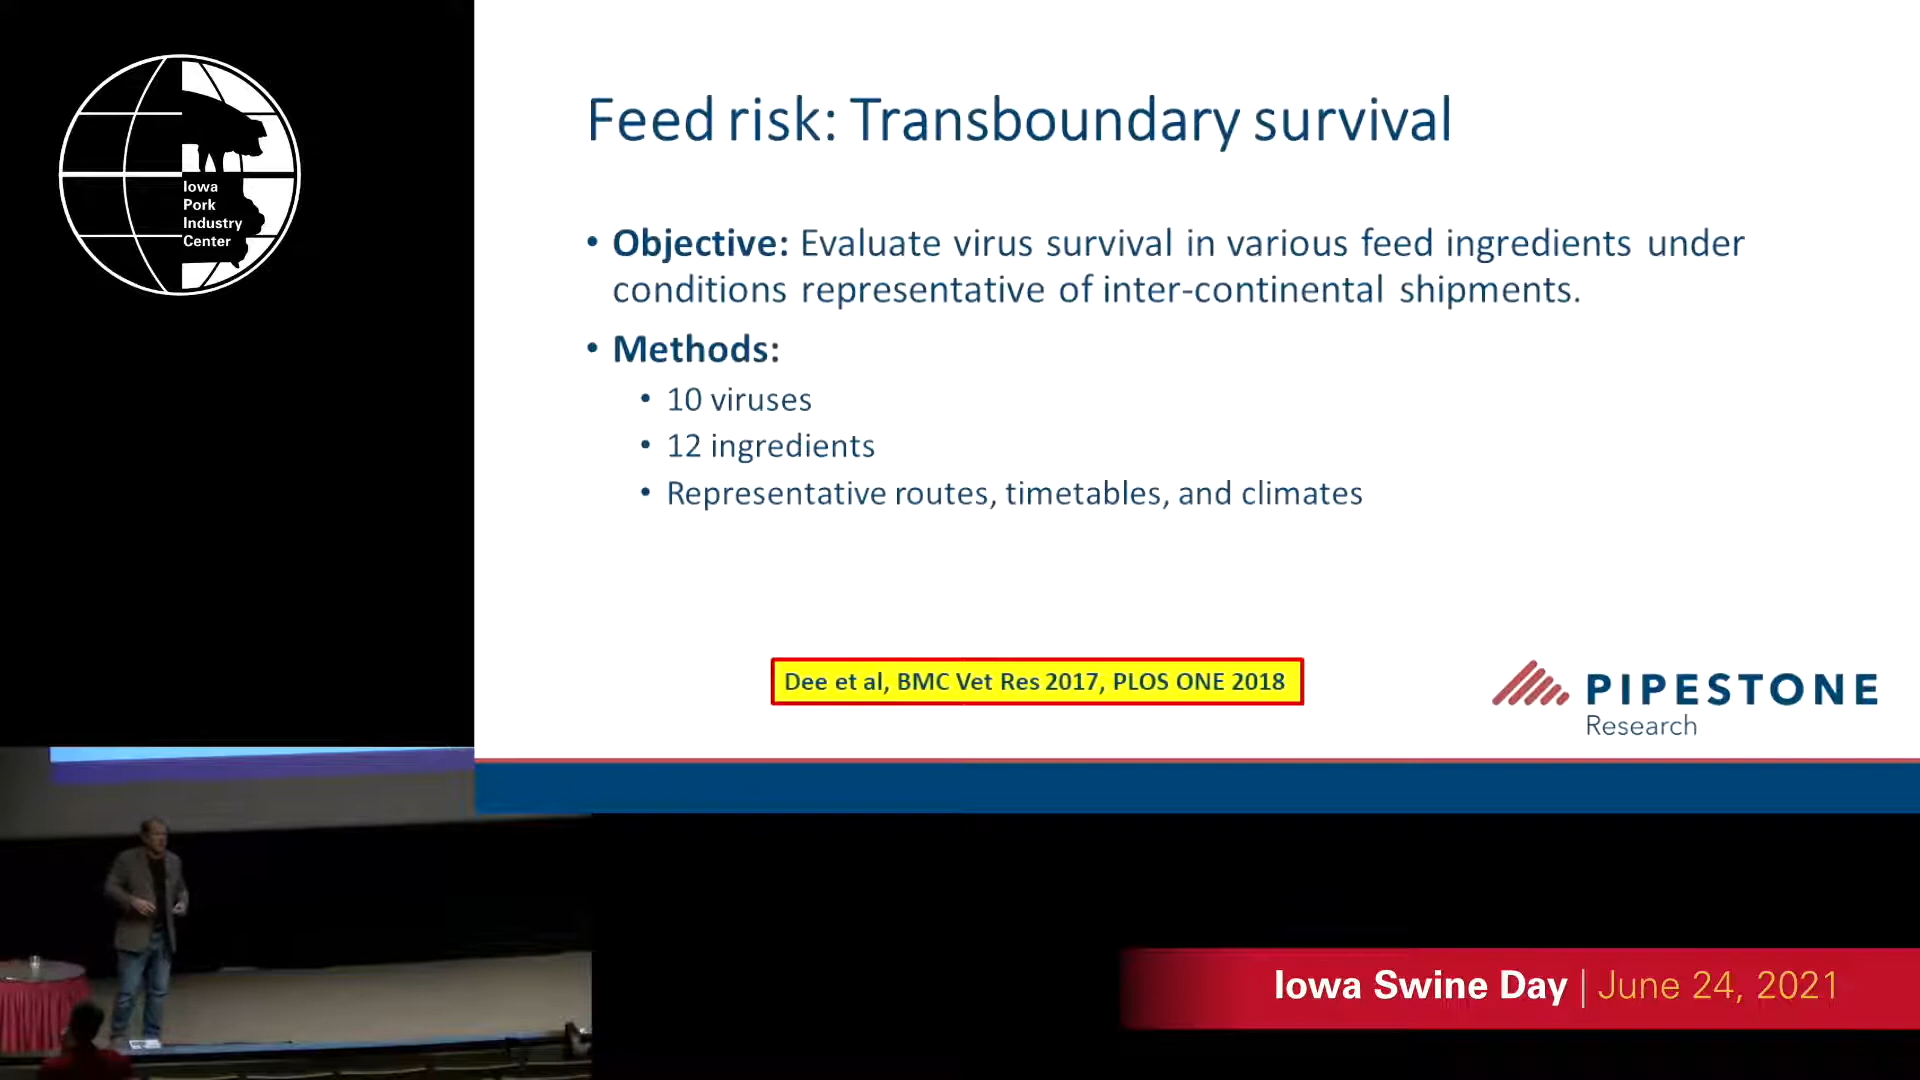 Iowa
Pork
Industry
Center
Feed risk: Transboundary survival
• Objective: Evaluate virus survival in various feed ingredients under
conditions representative of inter-continental shipments.
• Methods:
• 10 viruses
• 12 ingredients
• Representative routes, timetables, and climates
Dee et al, BMC Vet Res 2017, PLOS ONE 2018
PIPESTONE
Research
Iowa Swine Day | June 24, 2021